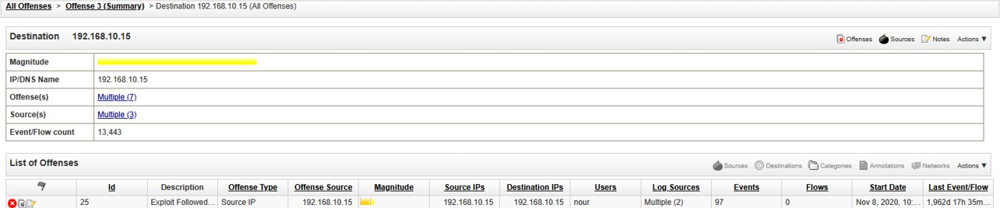 All Offenses > Offense 3 (Summary) > Destination 192.168.10.15 (All Offenses)
Destination 192.168.10.15 Offenses Sources Notes Actions ▼
Magnitude
IP/DNS Name 192.168.10.15
Offense(s) Multiple (7)
Source(s) Multiple (3)
Event/Flow count 13,443
List of Offenses Sources Destinations Categories Annotations Networks Actions ▼
Id Description Offense Type Offense Source Magnitude Source IPs Destination IPs Users Log Sources Events Flows Start Date Last Event/Flow
25 Exploit Followed... Source IP 192.168.10.15 192.168.10.15 192.168.10.15 nour Multiple (2) 97 0 Nov 8, 2020, 10:... 1,962d 17h 35m...